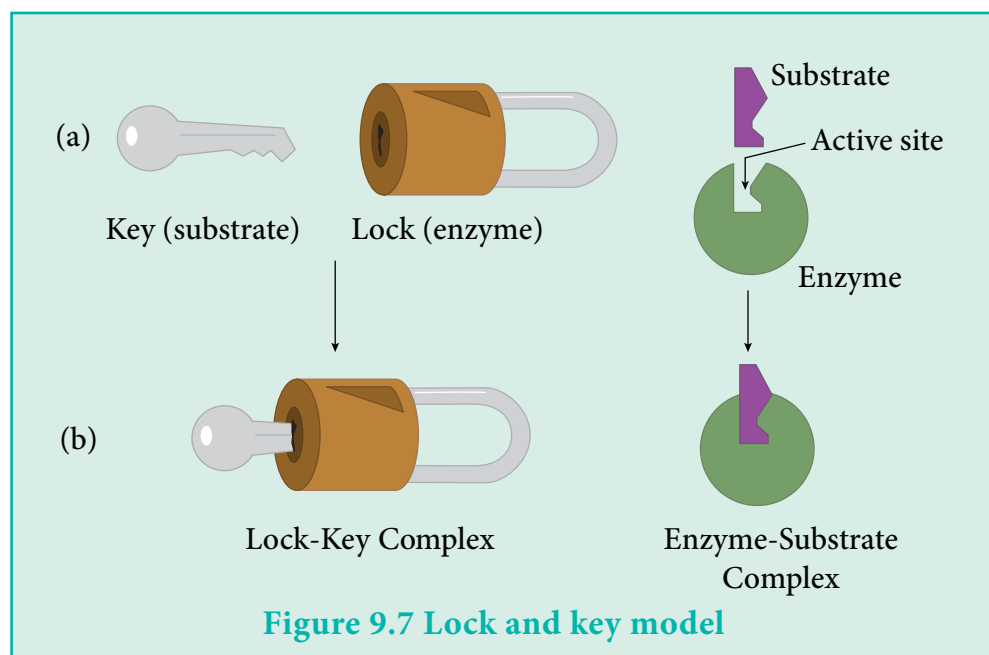 Substrate
(a)
Active site
Key (substrate)
Lock (enzyme)
Enzyme
(b)
Lock-Key Complex
Enzyme-Substrate
Complex
Figure 9.7 Lock and key model